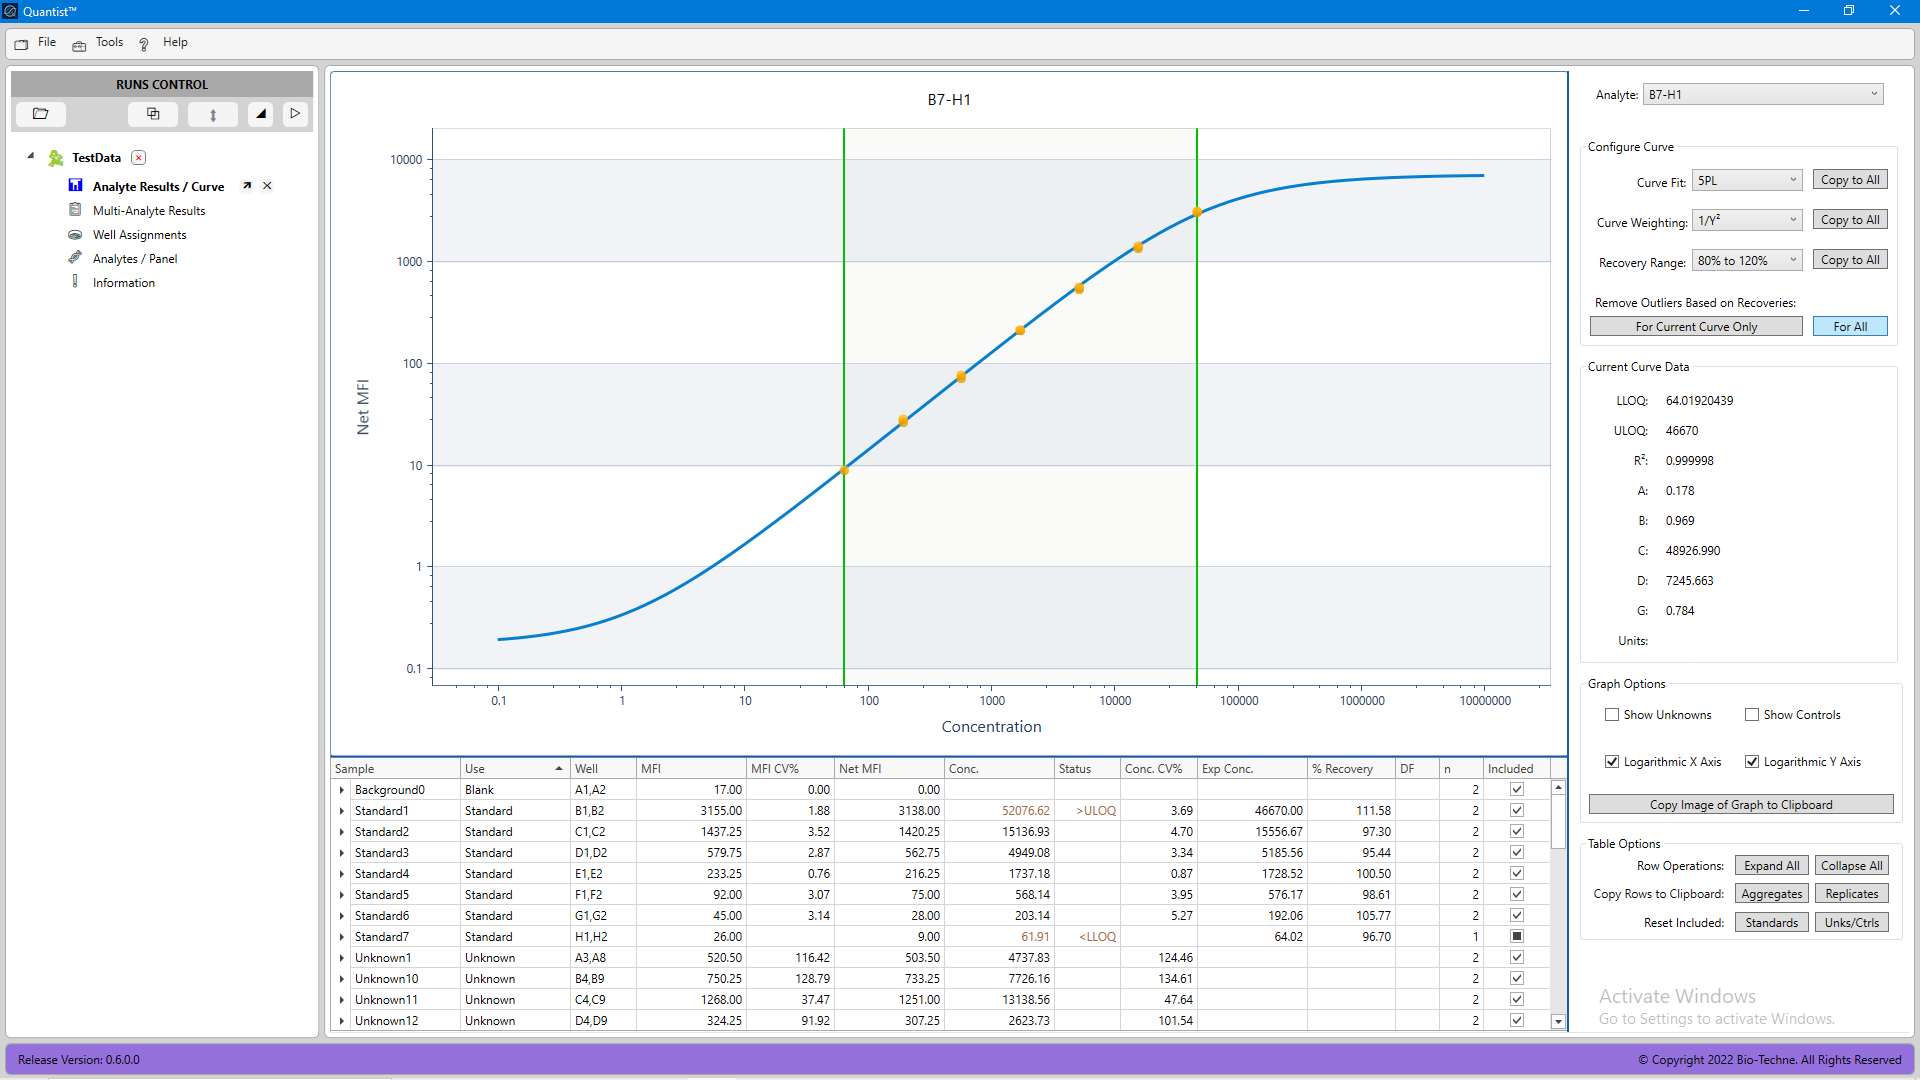 Quantist™
File Tools Help
RUNS CONTROL
TestData
Analyte Results / Curve
Multi-Analyte Results
Well Assignments
Analytes / Panel
Information
B7-H1
10000
1000
100
10
1
0.1
Net MFI
0.1 1 10 100 1000 10000 100000 1000000 10000000
Concentration
Sample Use Well MFI MFI CV% Net MFI Conc. Status Conc. CV% Exp Conc. % Recovery DF n Included
Background0 Blank A1,A2 17.00 0.00 0.00 2
Standard1 Standard B1,B2 3155.00 1.88 3138.00 52076.62 >ULOQ 3.69 46670.00 111.58 2
Standard2 Standard C1,C2 1437.25 3.52 1420.25 15136.93 4.70 15556.67 97.30 2
Standard3 Standard D1,D2 579.75 2.87 562.75 4949.08 3.34 5185.56 95.44 2
Standard4 Standard E1,E2 233.25 0.76 216.25 1737.18 0.87 1728.52 100.50 2
Standard5 Standard F1,F2 92.00 3.07 75.00 568.14 3.95 576.17 98.61 2
Standard6 Standard G1,G2 45.00 3.14 28.00 203.14 5.27 192.06 105.77 2
Standard7 Standard H1,H2 26.00 9.00 61.91 <LLOQ 64.02 96.70 1
Unknown1 Unknown A3,A8 520.50 116.42 503.50 4737.83 124.46 2
Unknown10 Unknown B4,B9 750.25 128.79 733.25 7726.16 134.61 2
Unknown11 Unknown C4,C9 1268.00 37.47 1251.00 13138.56 47.64 2
Unknown12 Unknown D4,D9 324.25 91.92 307.25 2623.73 101.54 2
Analyte: B7-H1
Configure Curve
Curve Fit: 5PL Copy to All
Curve Weighting: 1/Y² Copy to All
Recovery Range: 80% to 120% Copy to All
Remove Outliers Based on Recoveries:
For Current Curve Only For All
Current Curve Data
LLOQ: 64.01920439
ULOQ: 46670
R²: 0.999998
A: 0.178
B: 0.969
C: 48926.990
D: 7245.663
G: 0.784
Units:
Graph Options
Show Unknowns Show Controls
Logarithmic X Axis Logarithmic Y Axis
Copy Image of Graph to Clipboard
Table Options
Row Operations: Expand All Collapse All
Copy Rows to Clipboard: Aggregates Replicates
Reset Included: Standards Unks/Ctrls
Activate Windows
Go to Settings to activate Windows.
Release Version: 0.6.0.0
© Copyright 2022 Bio-Techne. All Rights Reserved